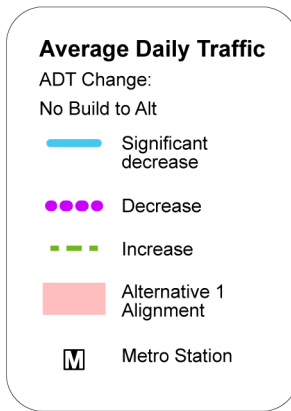 Average Daily Traffic
ADT Change:
No Build to Alt
Significant
decrease
Decrease
Increase
Alternative 1
Alignment
M
Metro Station